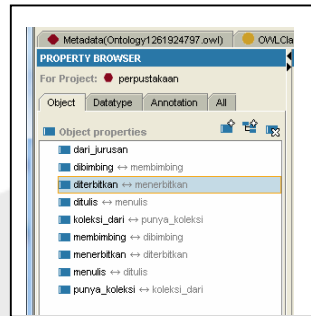 Metadata(Ontology1261924797.owl) OWLCla
PROPERTY BROWSER
For Project: perpustakaan
Object Datatype Annotation All
Object properties
dari_jurusan
dibimbing ↔ membimbing
diterbitkan ↔ menerbitkan
ditulis ↔ menulis
koleksi_dari ↔ punya_koleksi
membimbing ↔ dibimbing
menerbitkan ↔ diterbitkan
menulis ↔ ditulis
punya_koleksi ↔ koleksi_dari